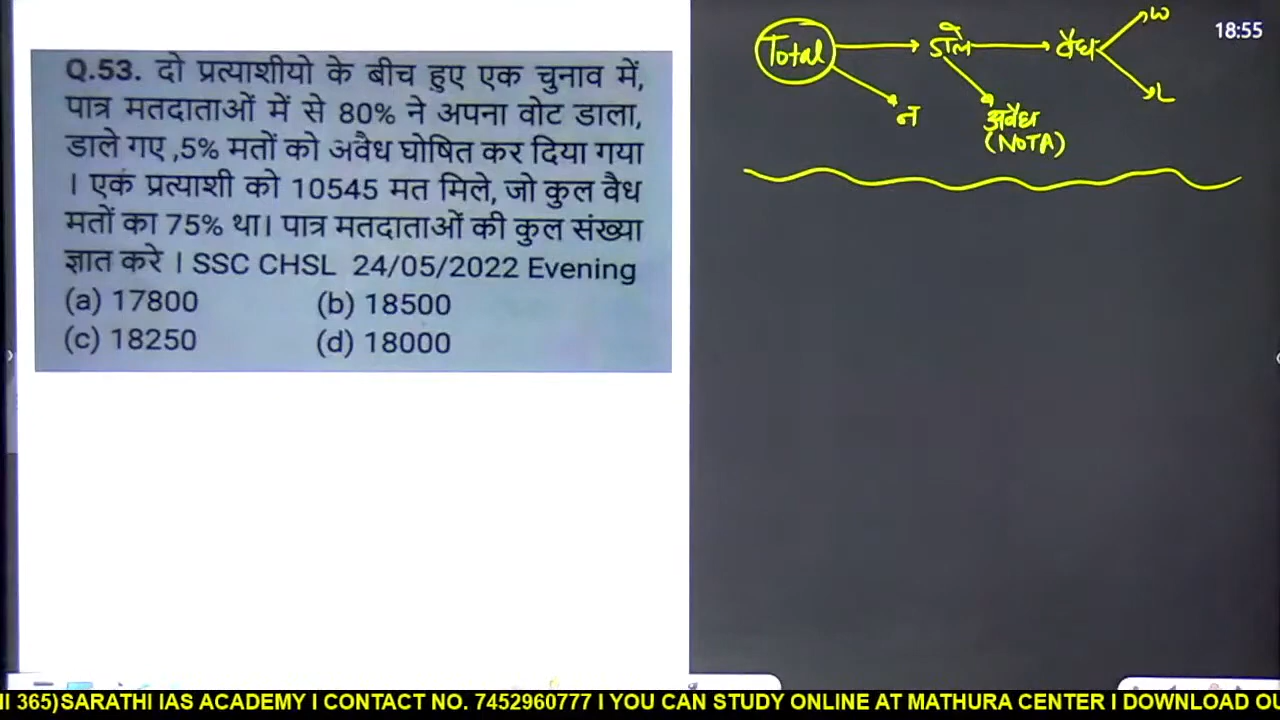 Q.53. दो प्रत्याशीयो के बीच हुए एक चुनाव में,
पात्र मतदाताओं में से 80% ने अपना वोट डाला,
डाले गए ,5% मतों को अवैध घोषित कर दिया गया
। एक प्रत्याशी को 10545 मत मिले, जो कुल वैध
मतों का 75% था। पात्र मतदाताओं की कुल संख्या
ज्ञात करे । SSC CHSL 24/05/2022 Evening
(a) 17800 (b) 18500
(c) 18250 (d) 18000
Total डाले वैध W
L
न अवैध
(NOTA)
18:55
HI 365)SARATHI IAS ACADEMY I CONTACT NO. 7452960777 I YOU CAN STUDY ONLINE AT MATHURA CENTER I DOWNLOAD OU